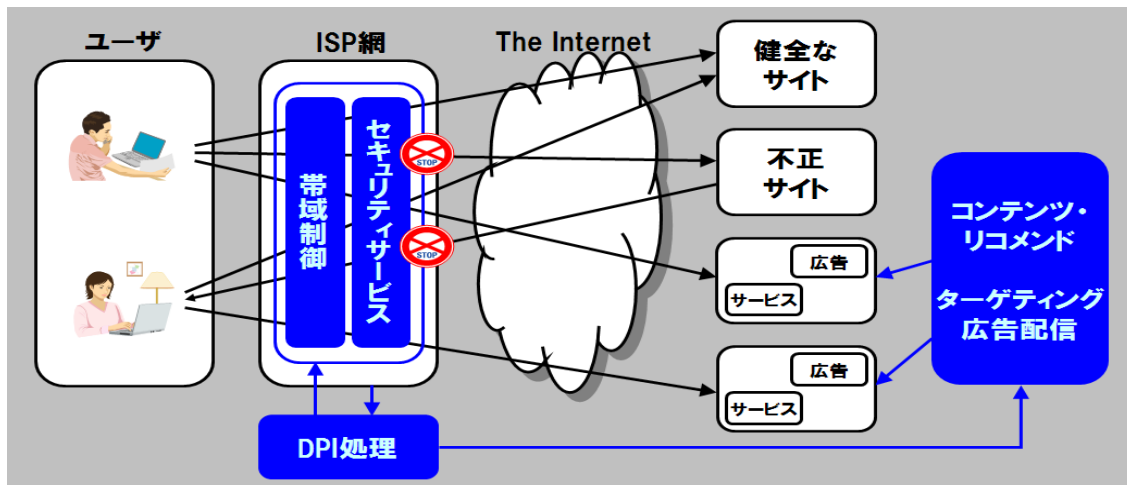 ユーザ
ISP網
The Internet
帯域制御
セキュリティサービス
STOP
STOP
健全な
サイト
不正
サイト
広告
サービス
広告
サービス
コンテンツ・
リコメンド
ターゲティング
広告配信
DPI処理